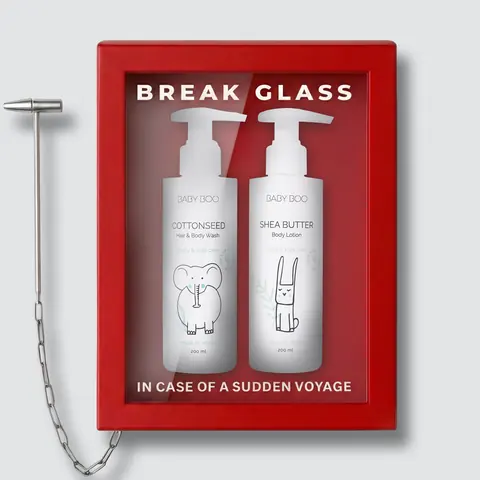 BREAK GLASS
BABY BOO
COTTONSEED
Hair & Body Wash
200 ml
BABY BOO
SHEA BUTTER
Body Lotion
200 ml
IN CASE OF A SUDDEN VOYAGE